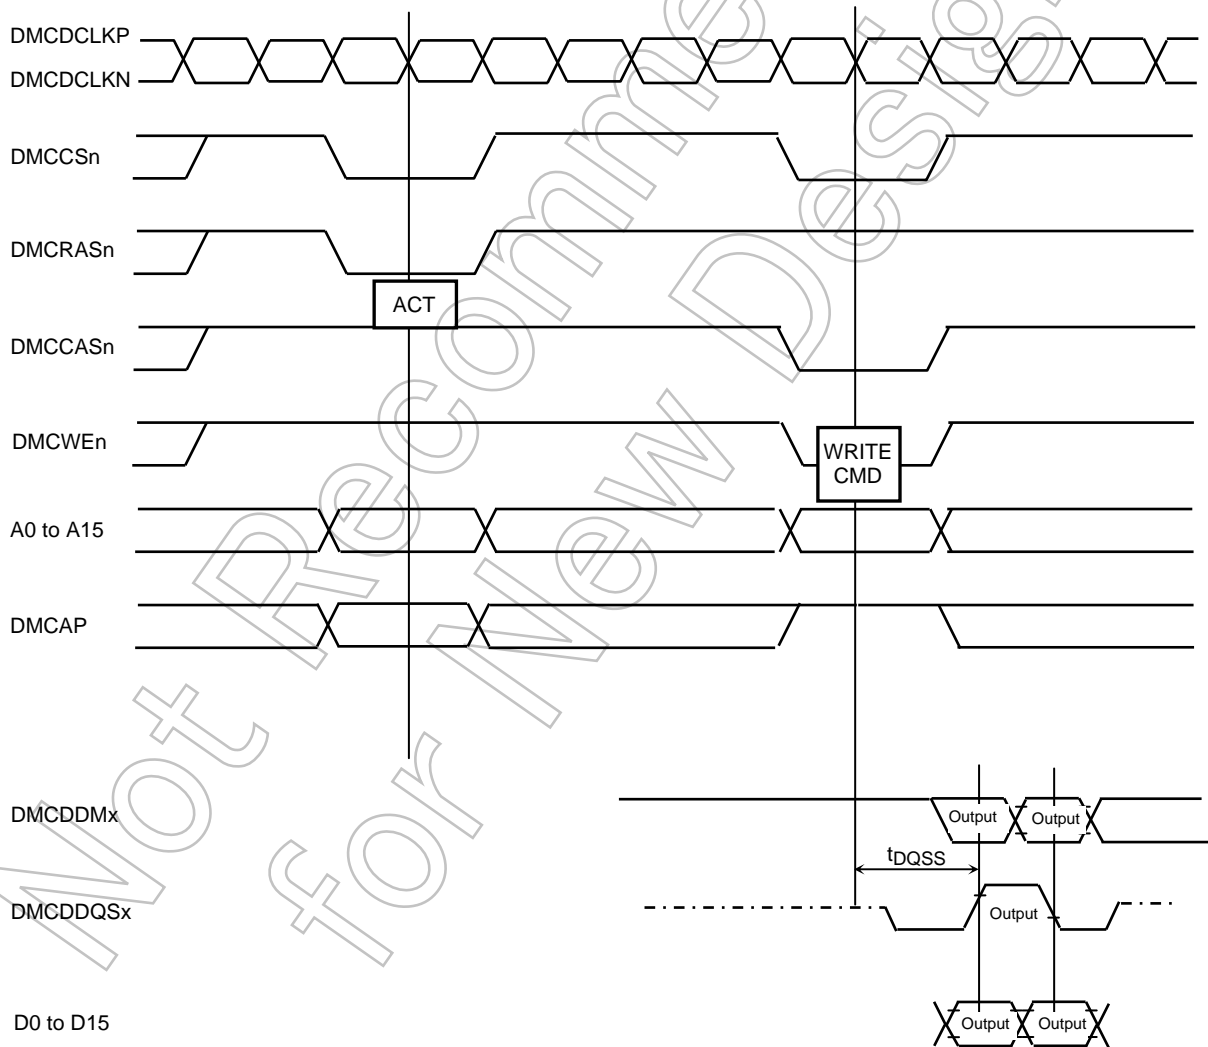 DMCDCLKP
DMCDCLKN
DMCCSn
DMCRASn
ACT
DMCCASn
DMCWEn
WRITE
CMD
A0 to A15
DMCAP
DMCDDMx
Output Output
tDQSS
DMCDDQSx
Output
D0 to D15
Output Output
Not Recommended
for New Design